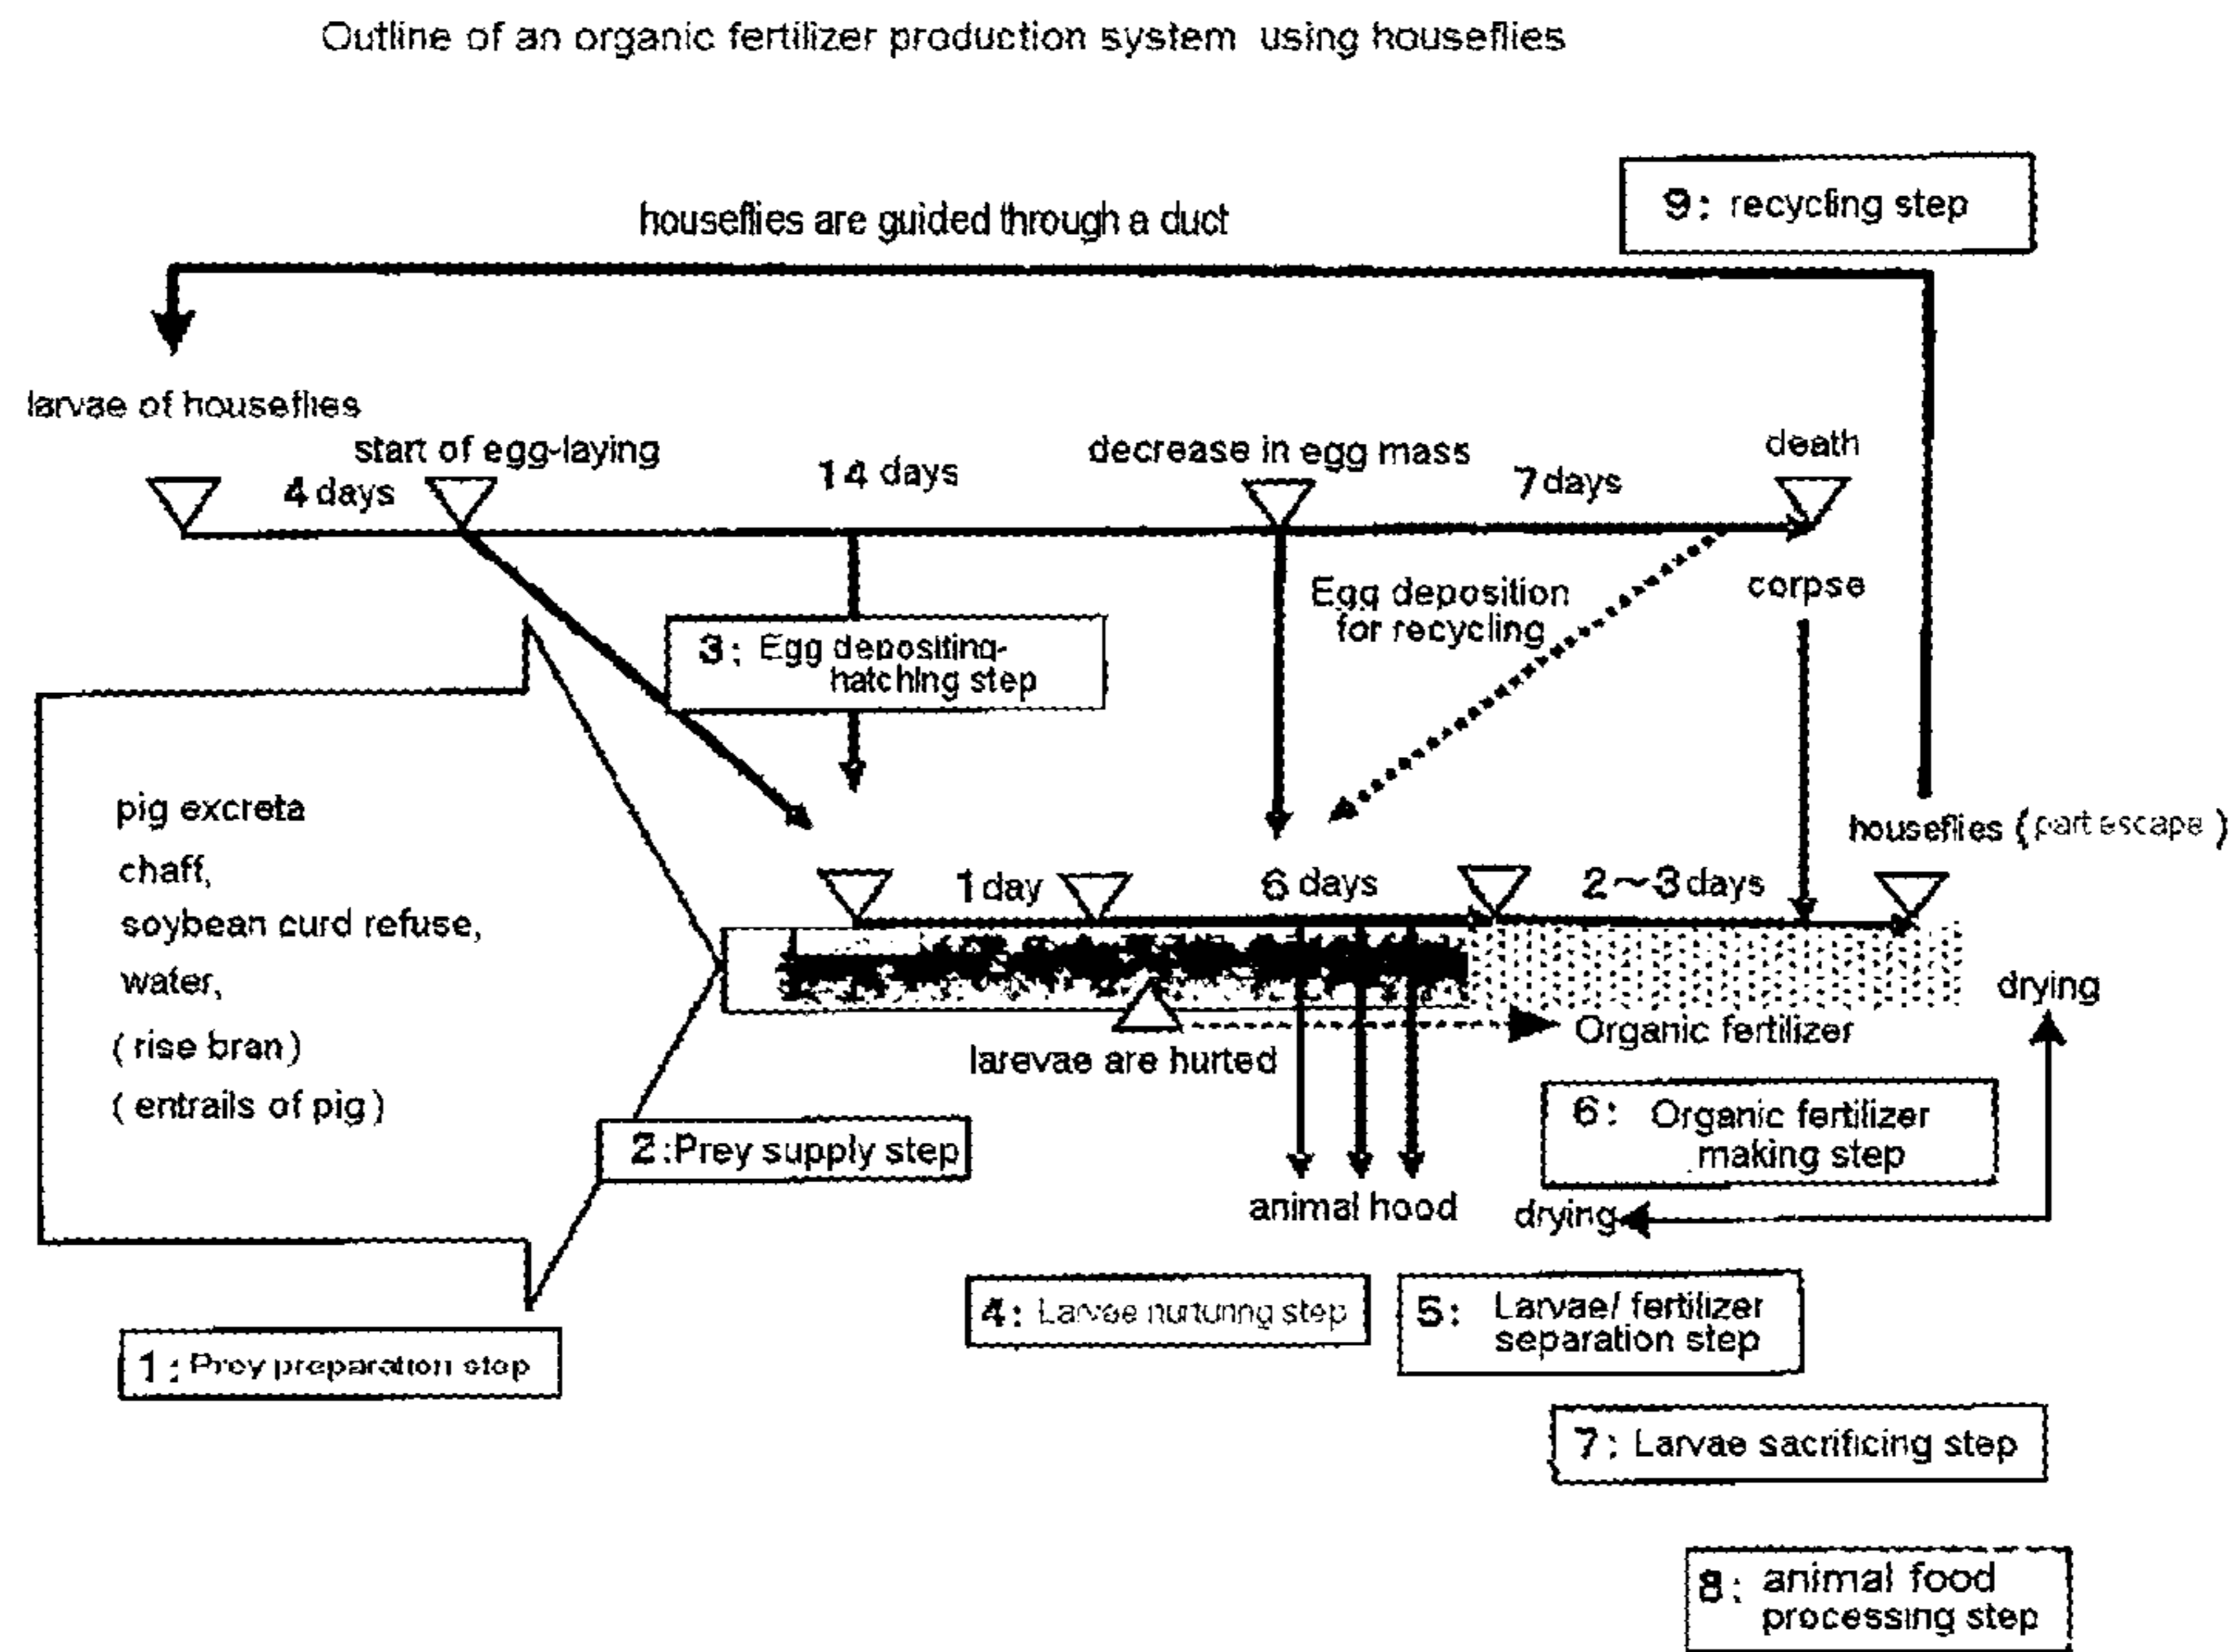 Outline of an organic fertilizer production system using houseflies
9: recycling step
houseflies are guided through a duct
larvae of houseflies
start of egg-laying
decrease in egg mass
death
4 days
14 days
7 days
Egg deposition
for recycling
corpse
3: Egg depositing-
hatching step
pig excreta
chaff,
soybean curd refuse,
water,
(rise bran)
(entrails of pig)
houseflies (part escape)
1 day
6 days
2~3 days
drying
larevae are hurted
Organic fertilizer
2:Prey supply step
6: Organic fertilizer
making step
animal hood
drying
4: Larvae nurturing step
5: Larvae/ fertilizer
separation step
1: Prey preparation step
7: Larvae sacrificing step
8: animal food
processing step